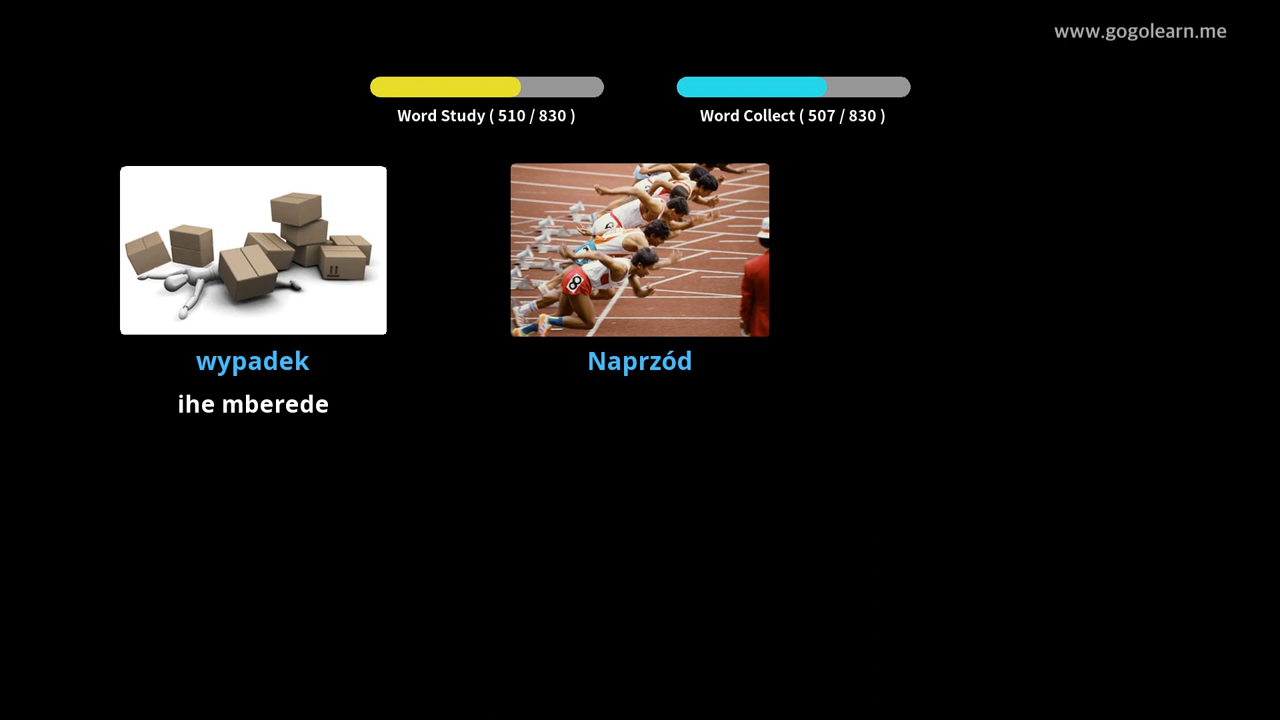 www.gogolearn.me
Word Study ( 510 / 830 )
Word Collect ( 507 / 830 )
wypadek
Naprzód
ihe mberede